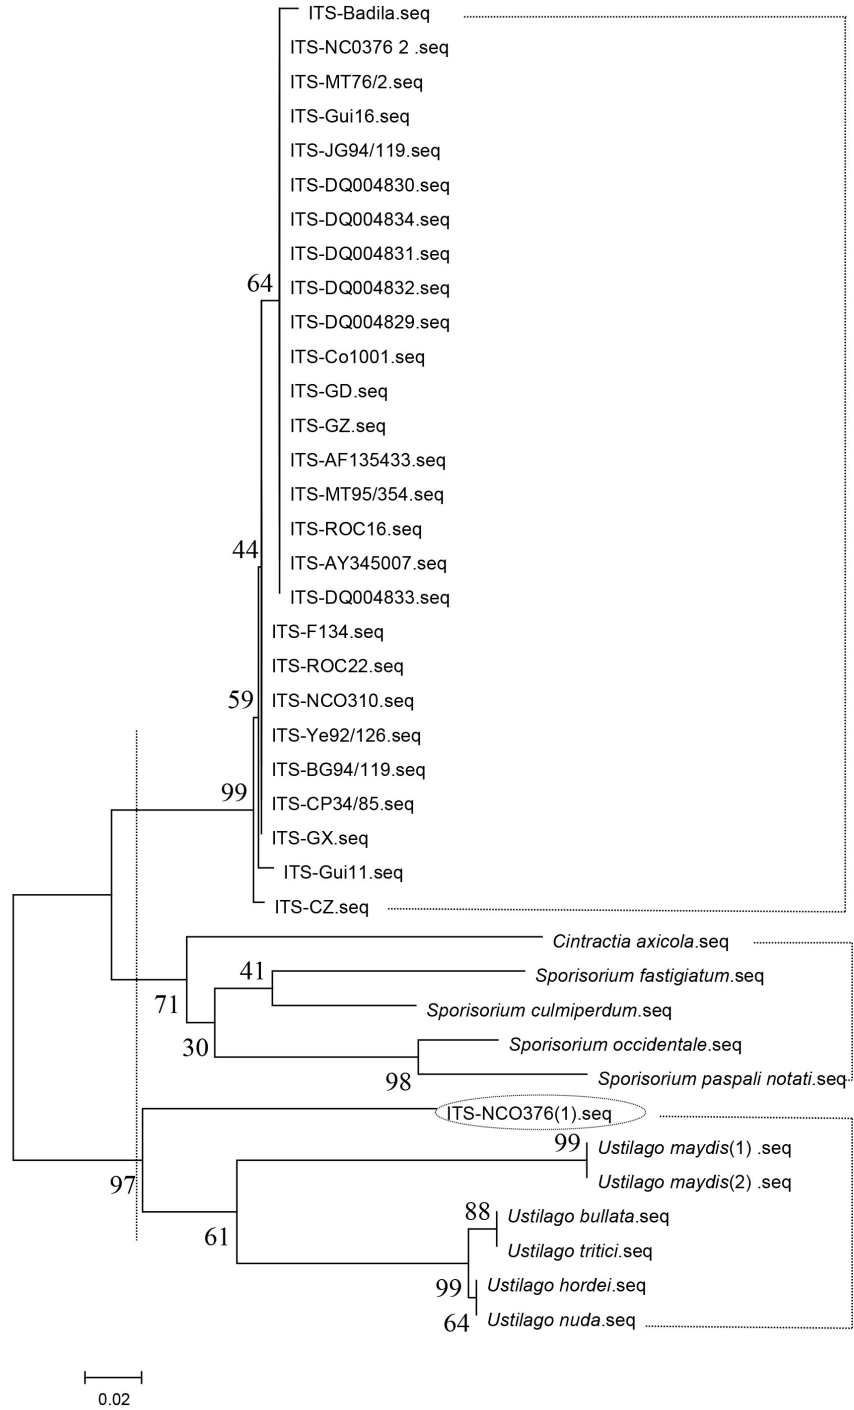 ITS-Badila.seq
ITS-NC0376 2 .seq
ITS-MT76/2.seq
ITS-Gui16.seq
ITS-JG94/119.seq
ITS-DQ004830.seq
ITS-DQ004834.seq
ITS-DQ004831.seq
64
ITS-DQ004832.seq
ITS-DQ004829.seq
ITS-Co1001.seq
ITS-GD.seq
ITS-GZ.seq
ITS-AF135433.seq
ITS-MT95/354.seq
ITS-ROC16.seq
44
ITS-AY345007.seq
ITS-DQ004833.seq
ITS-F134.seq
ITS-ROC22.seq
59
ITS-NCO310.seq
ITS-Ye92/126.seq
ITS-BG94/119.seq
99
ITS-CP34/85.seq
ITS-GX.seq
ITS-Gui11.seq
ITS-CZ.seq
Cintractia axicola.seq
41
Sporisorium fastigiatum.seq
71
Sporisorium culmiperdum.seq
30
Sporisorium occidentale.seq
98
Sporisorium paspali notati.seq
ITS-NCO376(1).seq
99
Ustilago maydis(1) .seq
97
Ustilago maydis(2) .seq
88
Ustilago bullata.seq
61
Ustilago tritici.seq
99
Ustilago hordei.seq
64
Ustilago nuda.seq
0.02